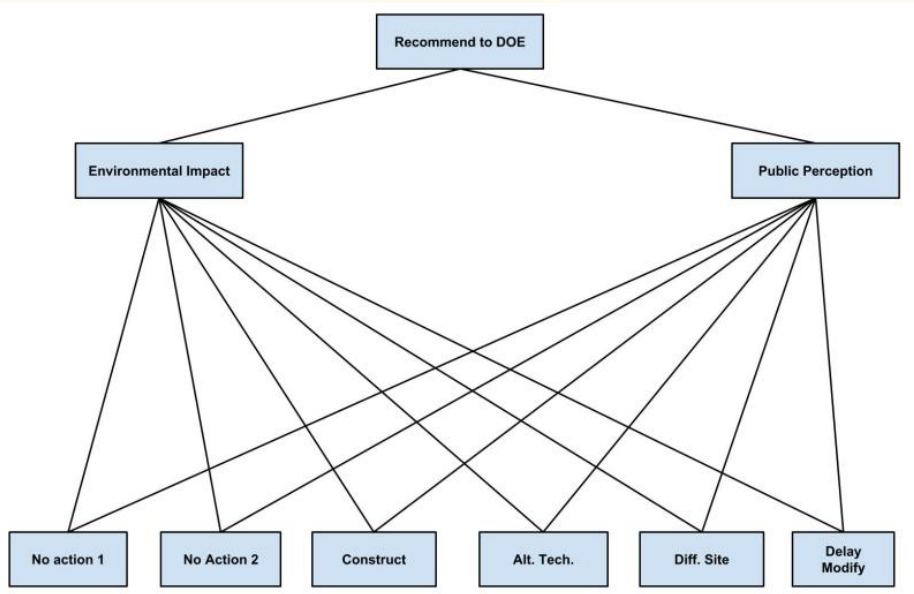 Recommend to DOE
Environmental Impact
Public Perception
No action 1
No Action 2
Construct
Alt. Tech.
Diff. Site
Delay
Modify